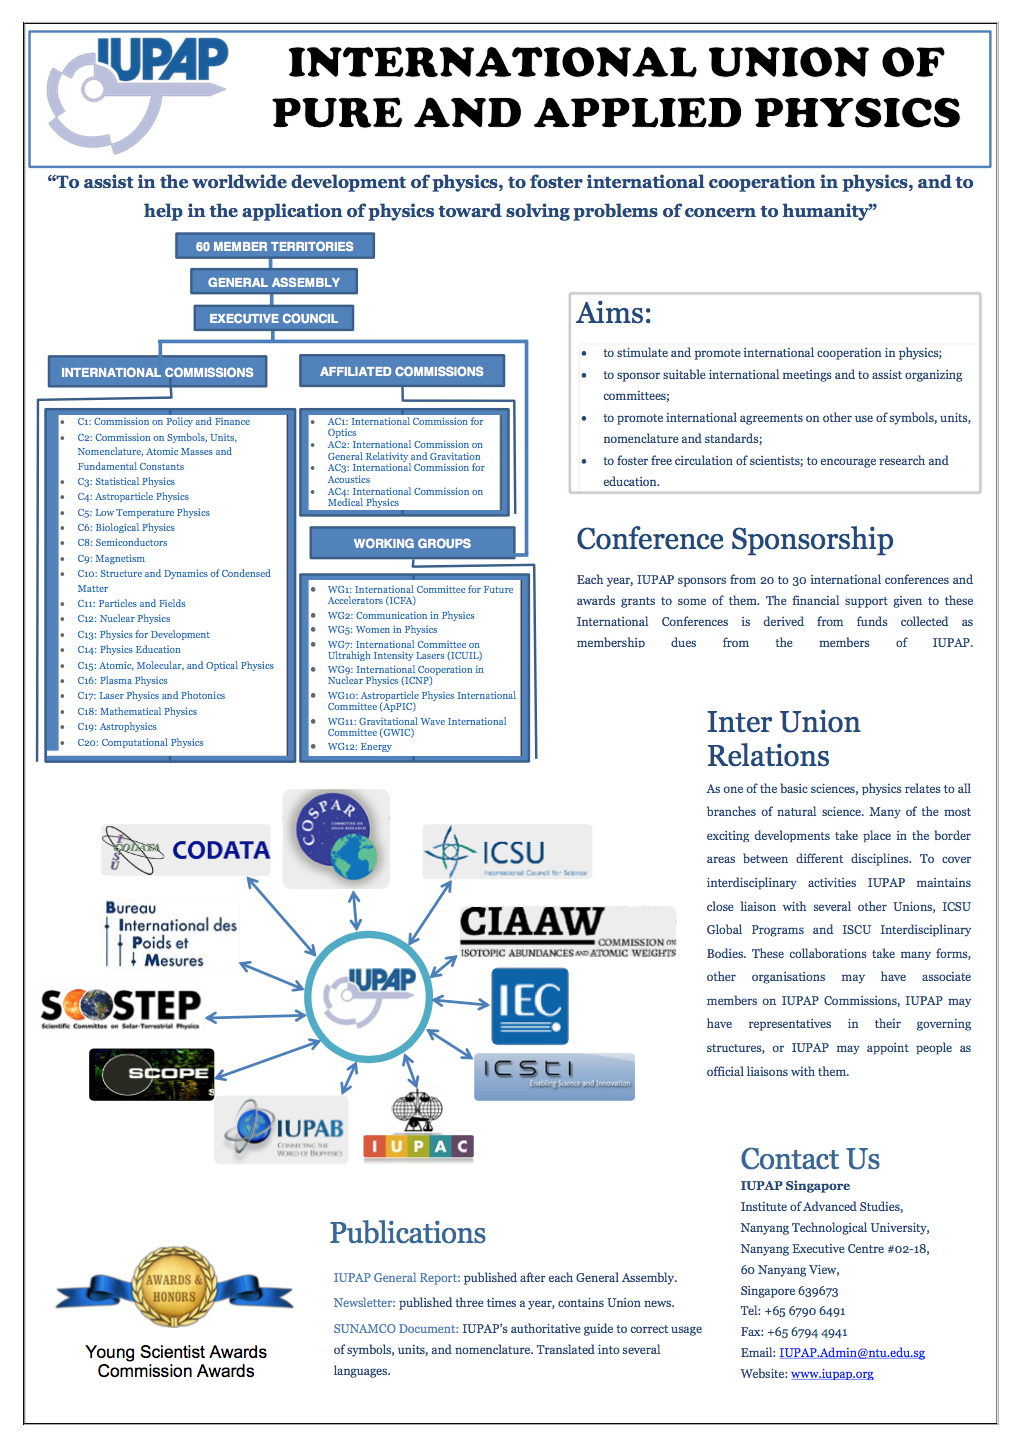 IUPAP
INTERNATIONAL UNION OF
PURE AND APPLIED PHYSICS
“To assist in the worldwide development of physics, to foster international cooperation in physics, and to
help in the application of physics toward solving problems of concern to humanity”
60 MEMBER TERRITORIES
GENERAL ASSEMBLY
EXECUTIVE COUNCIL
INTERNATIONAL COMMISSIONS
• C1: Commission on Policy and Finance
• C2: Commission on Symbols, Units,
Nomenclature, Atomic Masses and
Fundamental Constants
• C3: Statistical Physics
• C4: Astroparticle Physics
• C5: Low Temperature Physics
• C6: Biological Physics
• C8: Semiconductors
• C9: Magnetism
• C10: Structure and Dynamics of Condensed
Matter
• C11: Particles and Fields
• C12: Nuclear Physics
• C13: Physics for Development
• C14: Physics Education
• C15: Atomic, Molecular, and Optical Physics
• C16: Plasma Physics
• C17: Laser Physics and Photonics
• C18: Mathematical Physics
• C19: Astrophysics
• C20: Computational Physics
AFFILIATED COMMISSIONS
• AC1: International Commission for
Optics
• AC2: International Commission on
General Relativity and Gravitation
• AC3: International Commission for
Acoustics
• AC4: International Commission on
Medical Physics
WORKING GROUPS
• WG1: International Committee for Future
Accelerators (ICFA)
• WG2: Communication in Physics
• WG5: Women in Physics
• WG7: International Committee on
Ultrahigh Intensity Lasers (ICUIL)
• WG9: International Cooperation in
Nuclear Physics (ICNP)
• WG10: Astroparticle Physics International
Committee (ApPIC)
• WG11: Gravitational Wave International
Committee (GWIC)
• WG12: Energy
Aims:
• to stimulate and promote international cooperation in physics;
• to sponsor suitable international meetings and to assist organizing
committees;
• to promote international agreements on other use of symbols, units,
nomenclature and standards;
• to foster free circulation of scientists; to encourage research and
education.
Conference Sponsorship
Each year, IUPAP sponsors from 20 to 30 international conferences and
awards grants to some of them. The financial support given to these
International Conferences is derived from funds collected as
membership dues from the members of IUPAP.
Inter Union
Relations
As one of the basic sciences, physics relates to all
branches of natural science. Many of the most
exciting developments take place in the border
areas between different disciplines. To cover
interdisciplinary activities IUPAP maintains
close liaison with several other Unions, ICSU
Global Programs and ISCU Interdisciplinary
Bodies. These collaborations take many forms,
other organisations may have associate
members on IUPAP Commissions, IUPAP may
have representatives in their governing
structures, or IUPAP may appoint people as
official liaisons with them.
ICSU
CODATA
CODATA
COSPAR
COMMITTEE ON
SPACE RESEARCH
ICSU
International Council for Science
Bureau
International des
Poids et
Mesures
CIAAW
COMMISSION ON
ISOTOPIC ABUNDANCES AND ATOMIC WEIGHTS
IUPAP
IEC
SCOSTEP
Scientific Committee on Solar-Terrestrial Physics
ICSTI
Enabling Science and Innovation
SCOPE
s
IUPAB
CONNECTING THE
WORLD OF BIOPHYSICS
IUPAC
Contact Us
IUPAP Singapore
Institute of Advanced Studies,
Nanyang Technological University,
Nanyang Executive Centre #02-18,
60 Nanyang View,
Singapore 639673
Tel: +65 6790 6491
Fax: +65 6794 4941
Email: IUPAP.Admin@ntu.edu.sg
Website: www.iupap.org
Publications
IUPAP General Report: published after each General Assembly.
Newsletter: published three times a year, contains Union news.
SUNAMCO Document: IUPAP’s authoritative guide to correct usage
of symbols, units, and nomenclature. Translated into several
languages.
AWARDS &
HONORS
Young Scientist Awards
Commission Awards